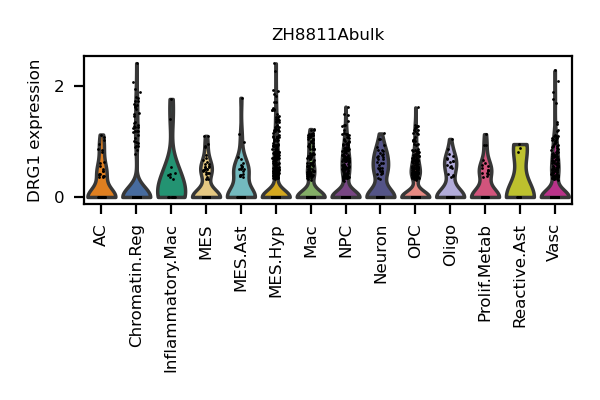 ZH8811Abulk
DRG1 expression
2
0
AC
Chromatin.Reg
Inflammatory.Mac
MES
MES.Ast
MES.Hyp
Mac
NPC
Neuron
OPC
Oligo
Prolif.Metab
Reactive.Ast
Vasc